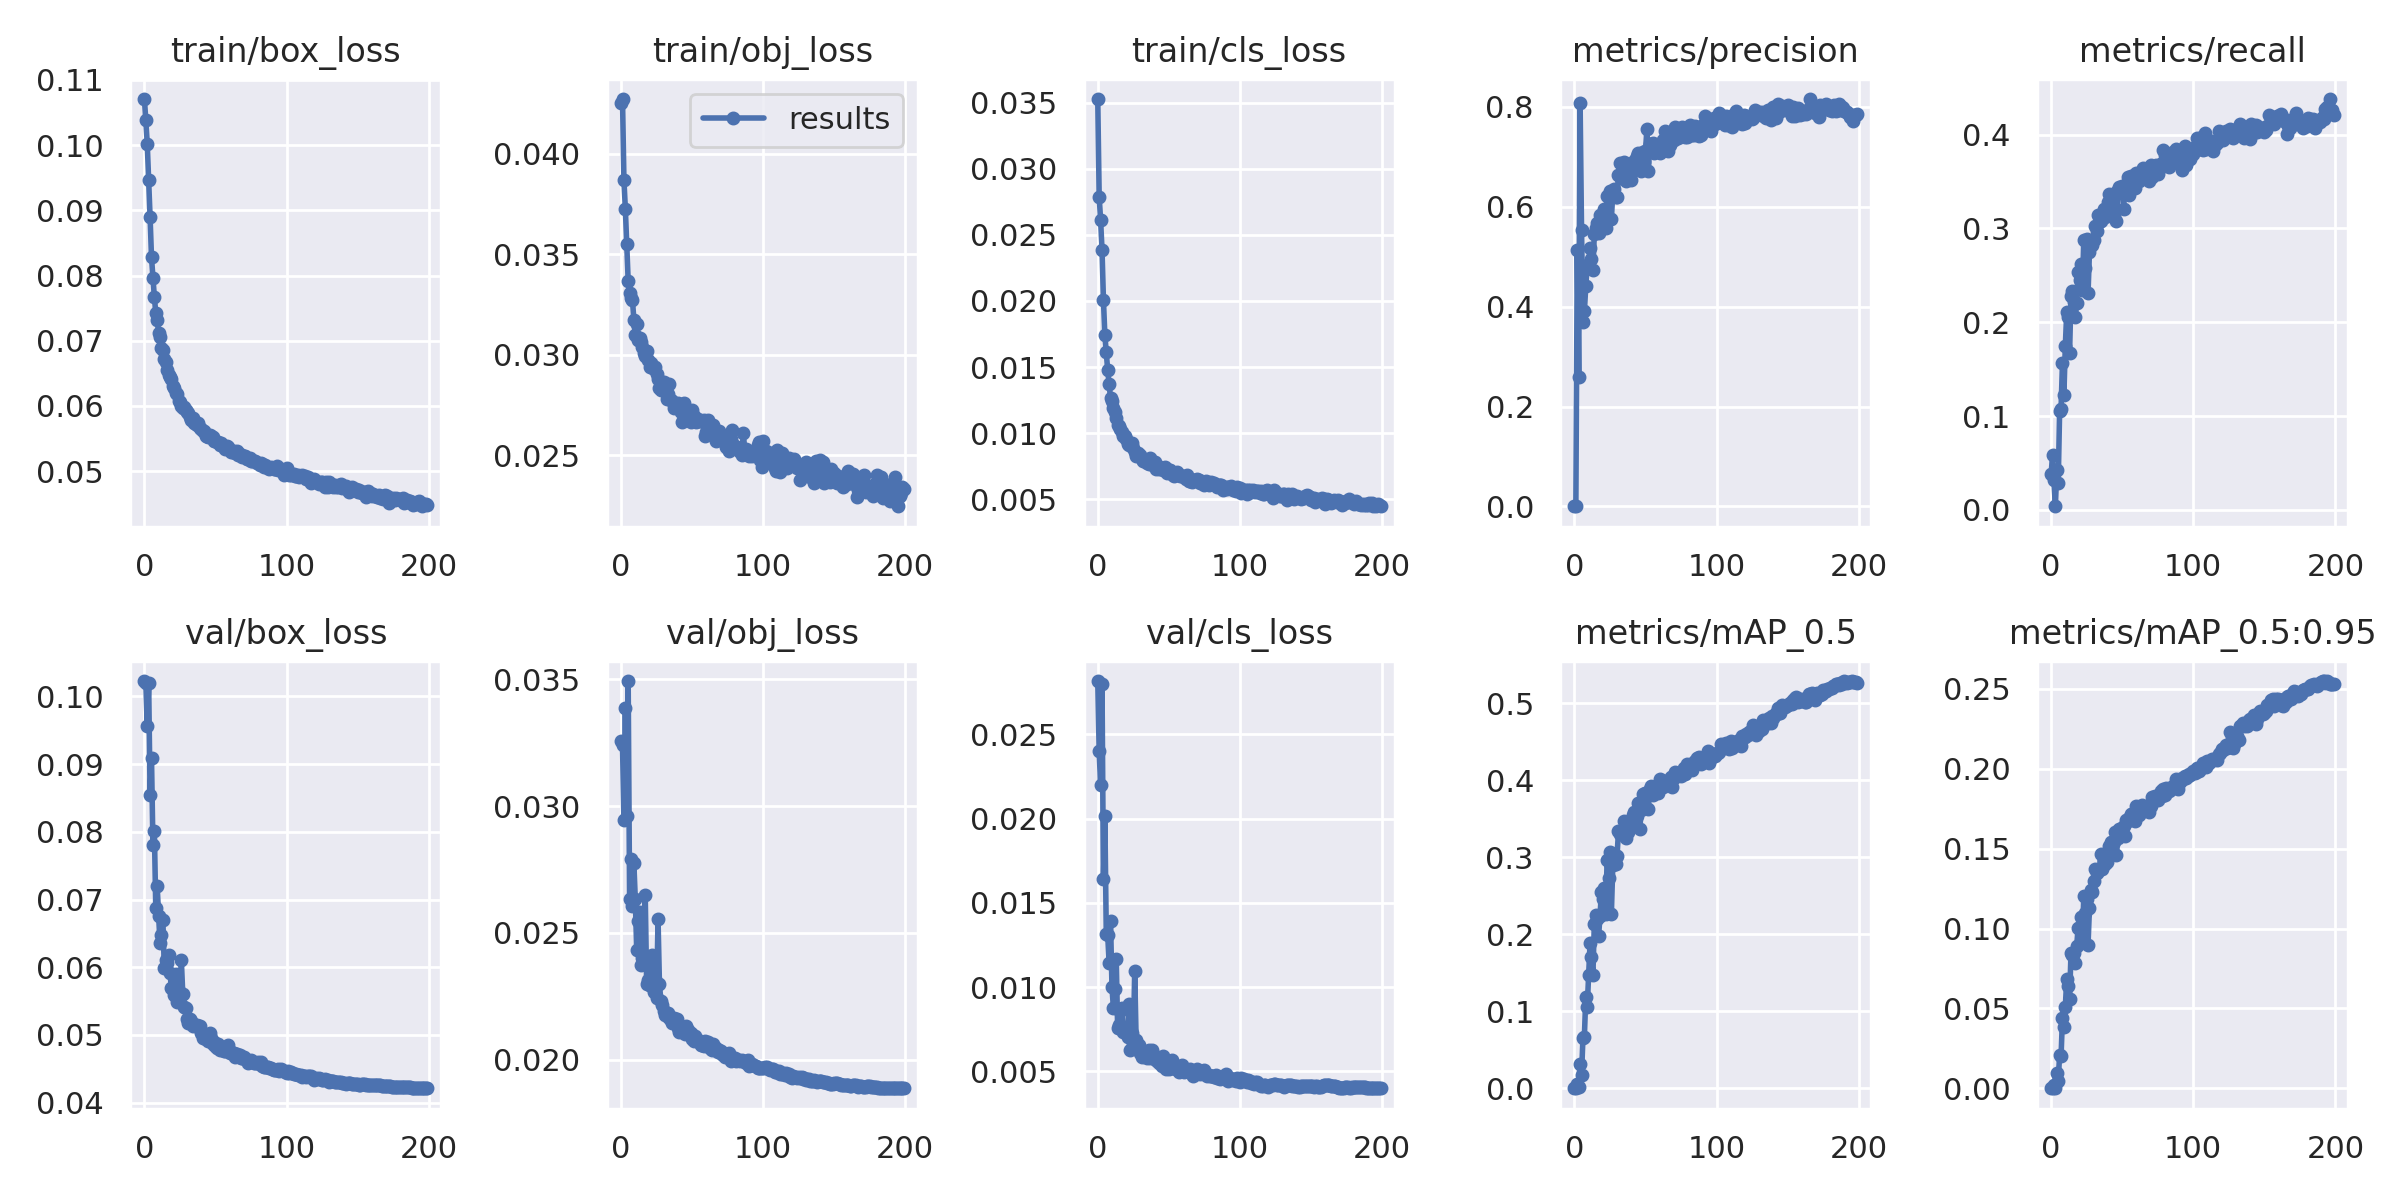 train/box_loss
0.11
0.10
0.09
0.08
0.07
0.06
0.05
0 100 200
train/obj_loss
results
0.040
0.035
0.030
0.025
0 100 200
train/cls_loss
0.035
0.030
0.025
0.020
0.015
0.010
0.005
0 100 200
metrics/precision
0.8
0.6
0.4
0.2
0.0
0 100 200
metrics/recall
0.4
0.3
0.2
0.1
0.0
0 100 200
val/box_loss
0.10
0.09
0.08
0.07
0.06
0.05
0.04
0 100 200
val/obj_loss
0.035
0.030
0.025
0.020
0 100 200
val/cls_loss
0.025
0.020
0.015
0.010
0.005
0 100 200
metrics/mAP_0.5
0.5
0.4
0.3
0.2
0.1
0.0
0 100 200
metrics/mAP_0.5:0.95
0.25
0.20
0.15
0.10
0.05
0.00
0 100 200